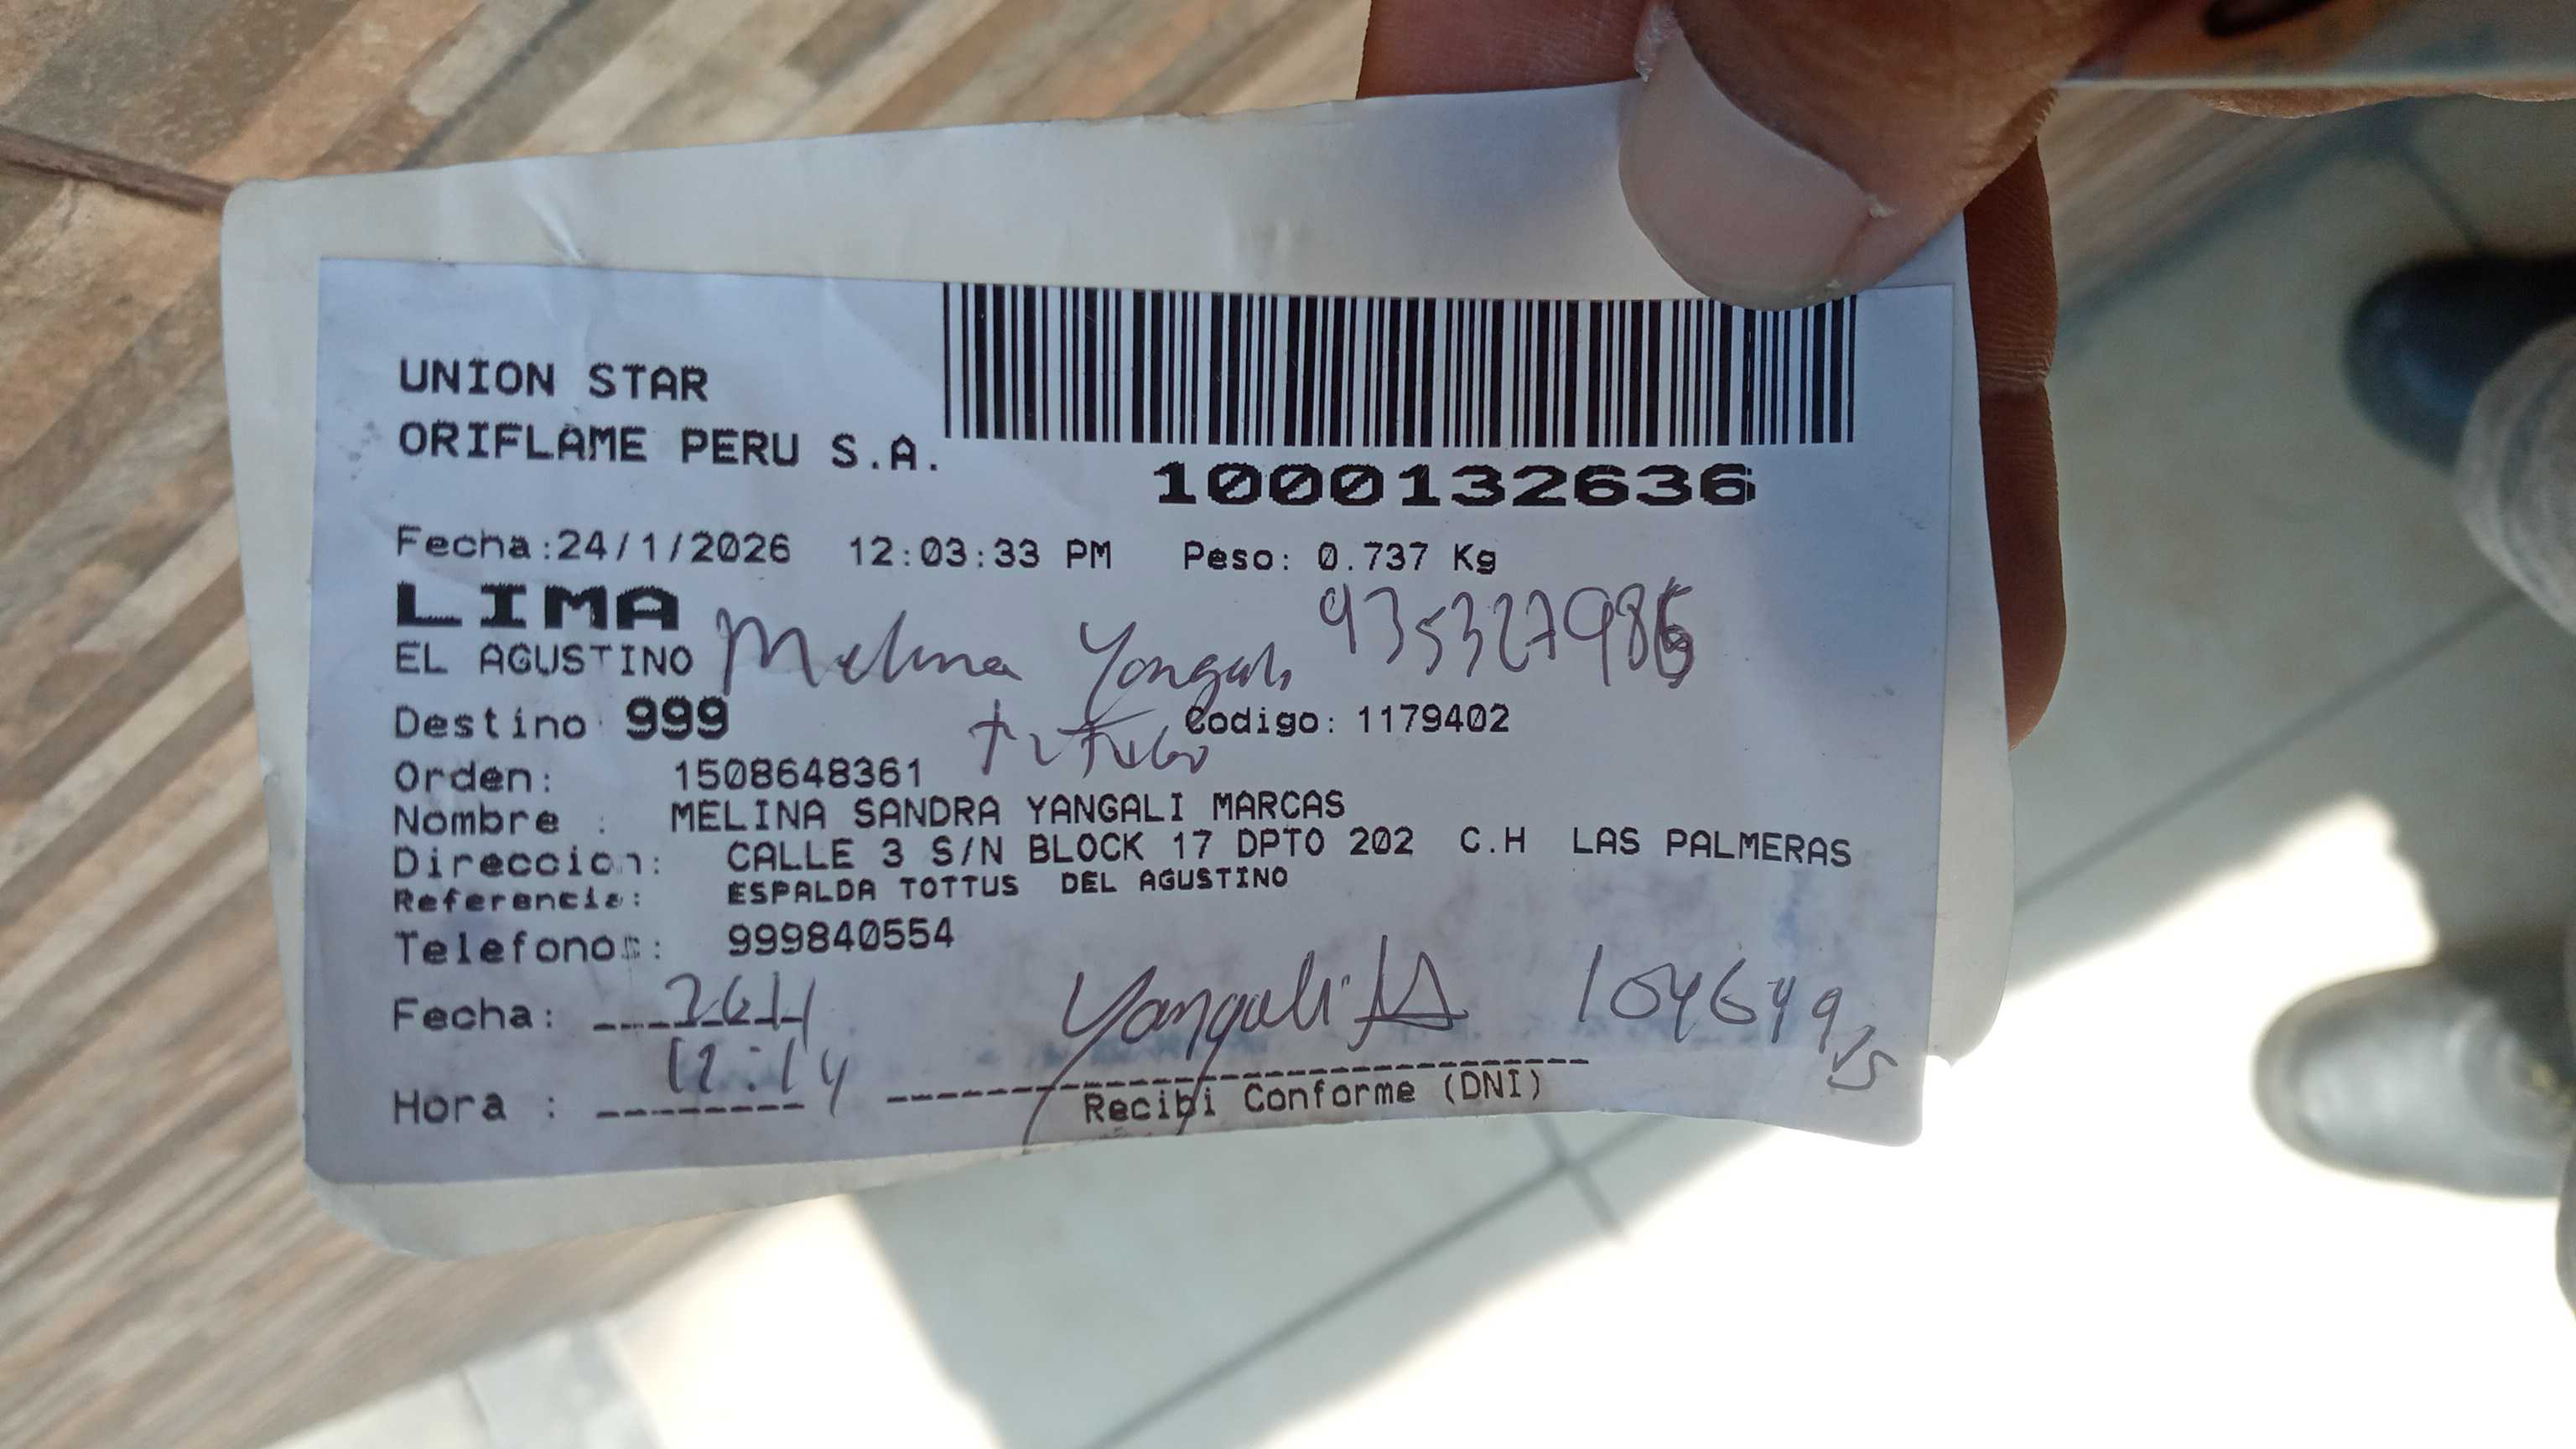 UNION STAR
ORIFLAME PERU S.A.
1000132636
Fecha:24/1/2026 12:03:33 PM Peso: 0.737 Kg
LIMA
EL AGUSTINO Melina Yangali 935327986
Destino 999 Codigo: 1179402
titular
Orden: 1508648361
Nombre : MELINA SANDRA YANGALI MARCAS
Direccion: CALLE 3 S/N BLOCK 17 DPTO 202 C.H LAS PALMERAS
Referencia: ESPALDA TOTTUS DEL AGUSTINO
Telefonos: 999840554
Fecha: 26/1 Yangali 10464915
Hora : 12:14
Recibi Conforme (DNI)